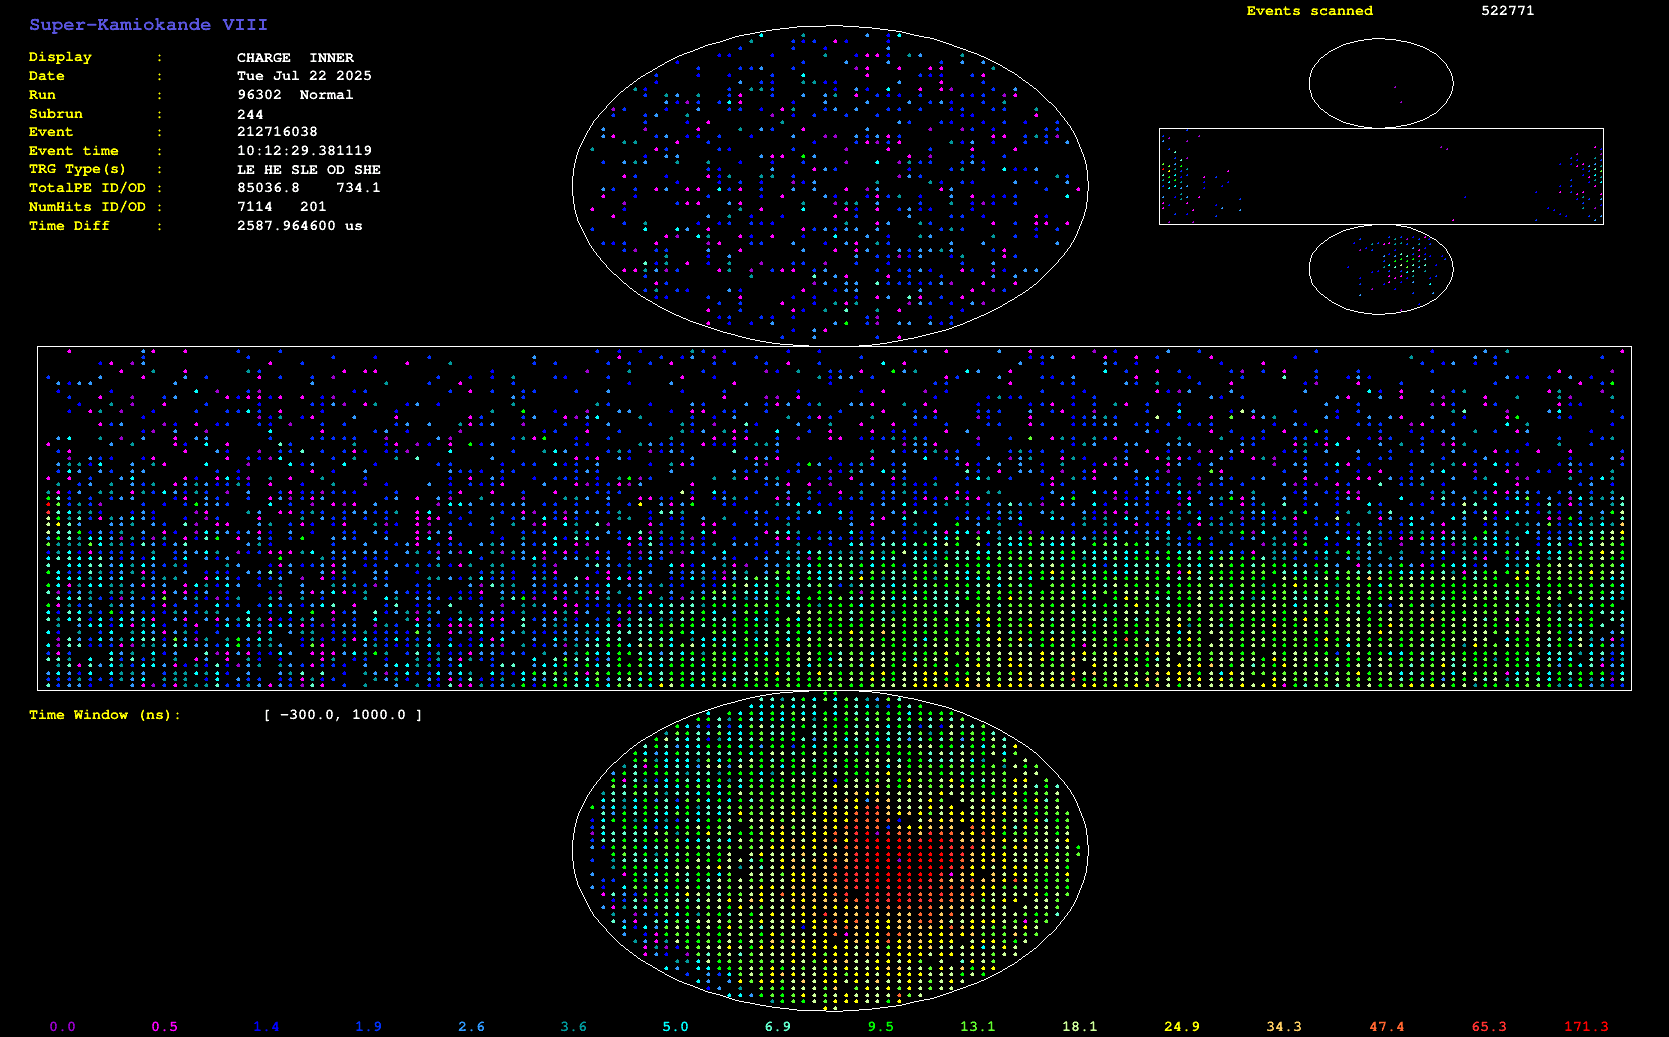 Super-Kamiokande VIII
Events scanned 522771
Display : CHARGE INNER
Date : Tue Jul 22 2025
Run : 96302 Normal
Subrun : 244
Event : 212716038
Event time : 10:12:29.381119
TRG Type(s) : LE HE SLE OD SHE
TotalPE ID/OD : 85036.8 734.1
NumHits ID/OD : 7114 201
Time Diff : 2587.964600 us
Time Window (ns): [ -300.0, 1000.0 ]
0.0 0.5 1.4 1.9 2.6 3.6 5.0 6.9 9.5 13.1 18.1 24.9 34.3 47.4 65.3 171.3